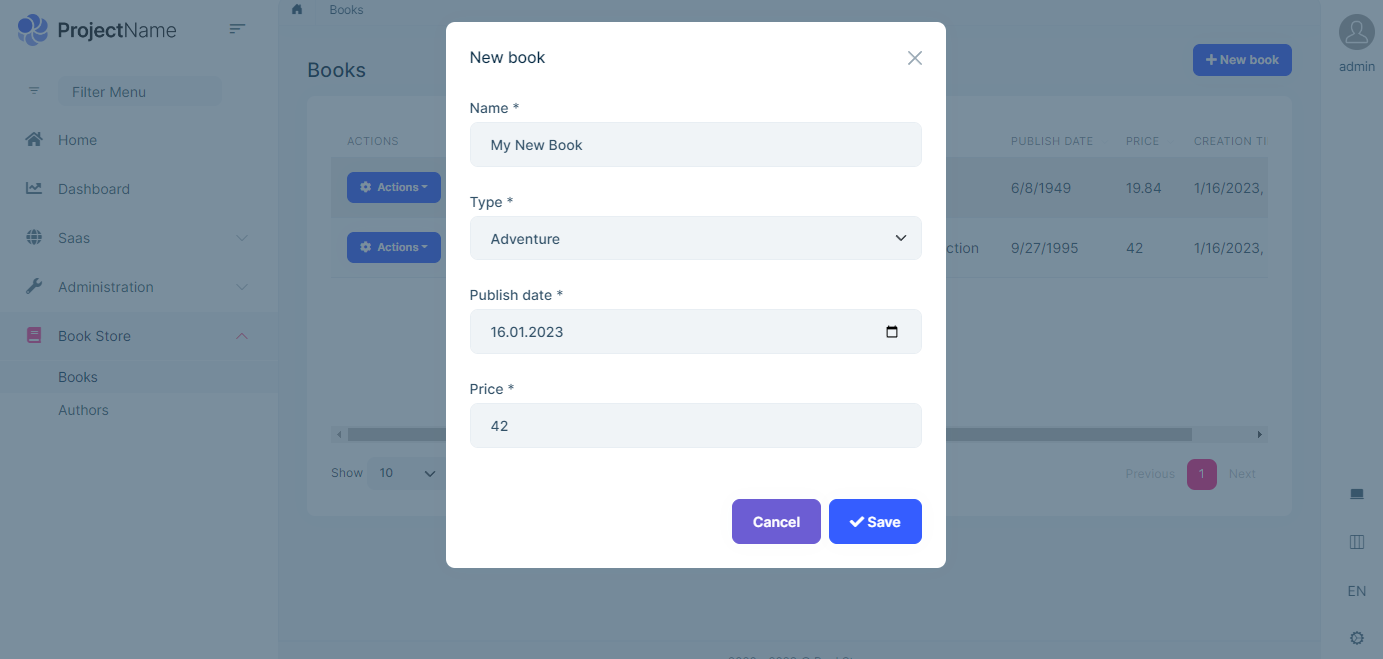 ProjectName
Filter Menu
Home
Dashboard
Saas
Administration
Book Store
Books
Authors
Books
Books
+ New book
ACTIONS
PUBLISH DATE
PRICE
CREATION TI
Actions
6/8/1949
19.84
1/16/2023,
Actions
ction
9/27/1995
42
1/16/2023,
Show
10
Previous
1
Next
New book
Name *
My New Book
Type *
Adventure
Publish date *
16.01.2023
Price *
42
Cancel
Save
admin
EN